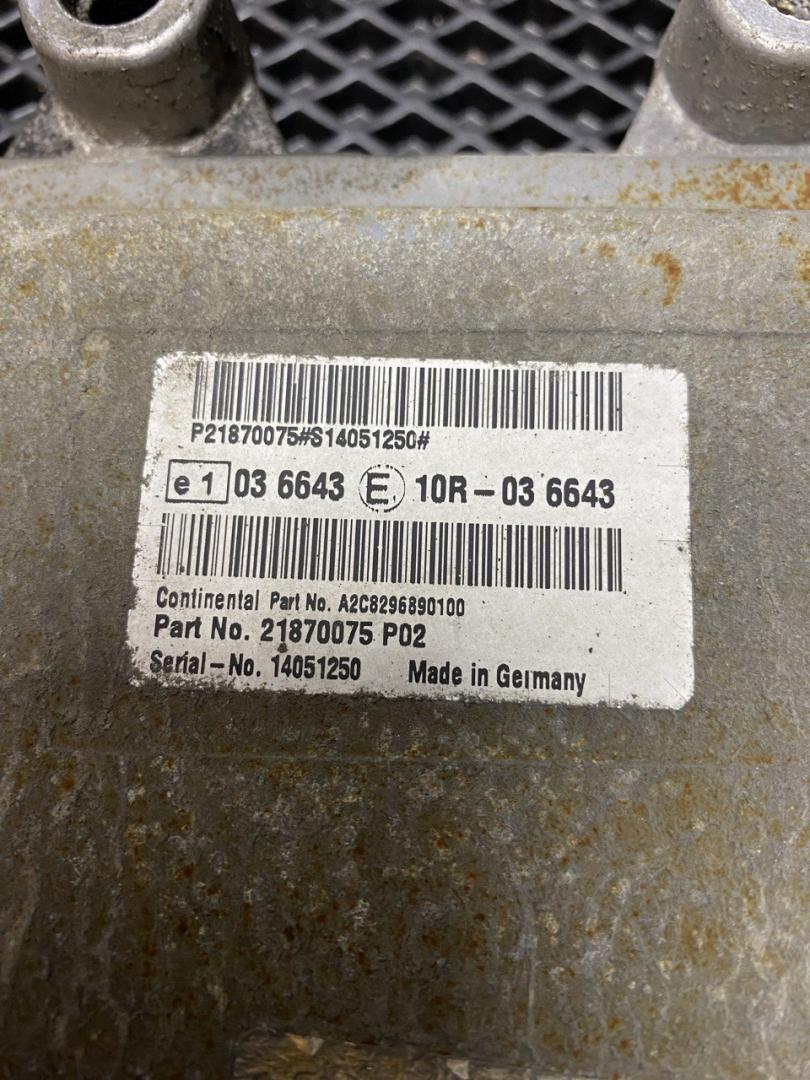 P21870075#S14051250#
e 1 03 6643 E 10R-03 6643
Continental Part No. A2C8296890100
Part No. 21870075 P02
Serial-No. 14051250 Made in Germany